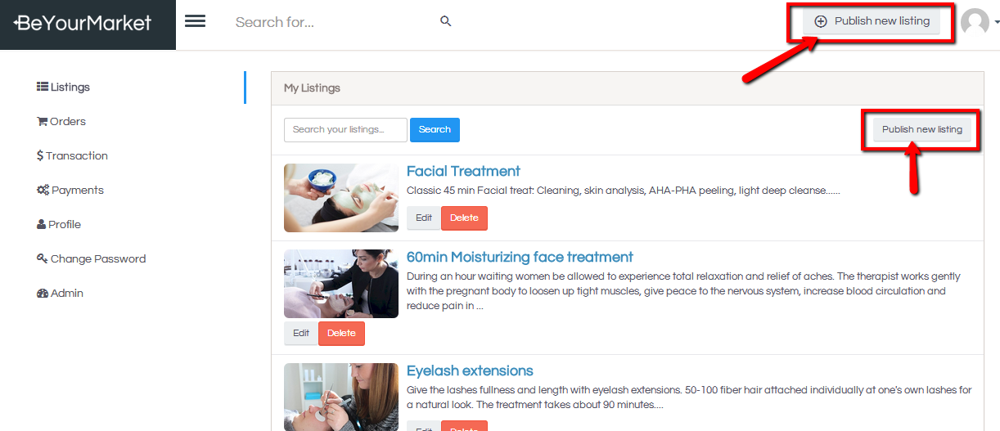 BeYourMarket
Search for...
Publish new listing
Listings
Orders
Transaction
Payments
Profile
Change Password
Admin
My Listings
Search your listings...
Search
Publish new listing
Facial Treatment
Classic 45 min Facial treat: Cleaning, skin analysis, AHA-PHA peeling, light deep cleanse......
Edit Delete
60min Moisturizing face treatment
During an hour waiting women be allowed to experience total relaxation and relief of aches. The therapist works gently
with the pregnant body to loosen up tight muscles, give peace to the nervous system, increase blood circulation and
reduce pain in ...
Edit Delete
Eyelash extensions
Give the lashes fullness and length with eyelash extensions. 50-100 fiber hair attached individually at one's own lashes for
a natural look. The treatment takes about 90 minutes....
Edit Delete